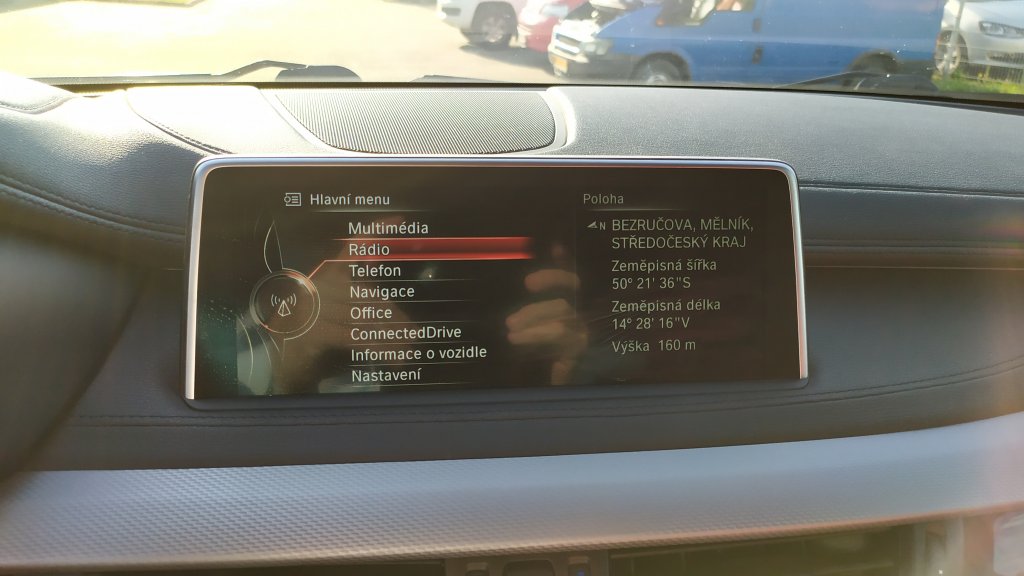 Hlavní menu
Multimédia
Rádio
Telefon
Navigace
Office
ConnectedDrive
Informace o vozidle
Nastavení
Poloha
N BEZRUČOVA, MĚLNÍK,
STŘEDOČESKÝ KRAJ
Zeměpisná šířka
50° 21' 36"S
Zeměpisná délka
14° 28' 16"V
Výška 160 m